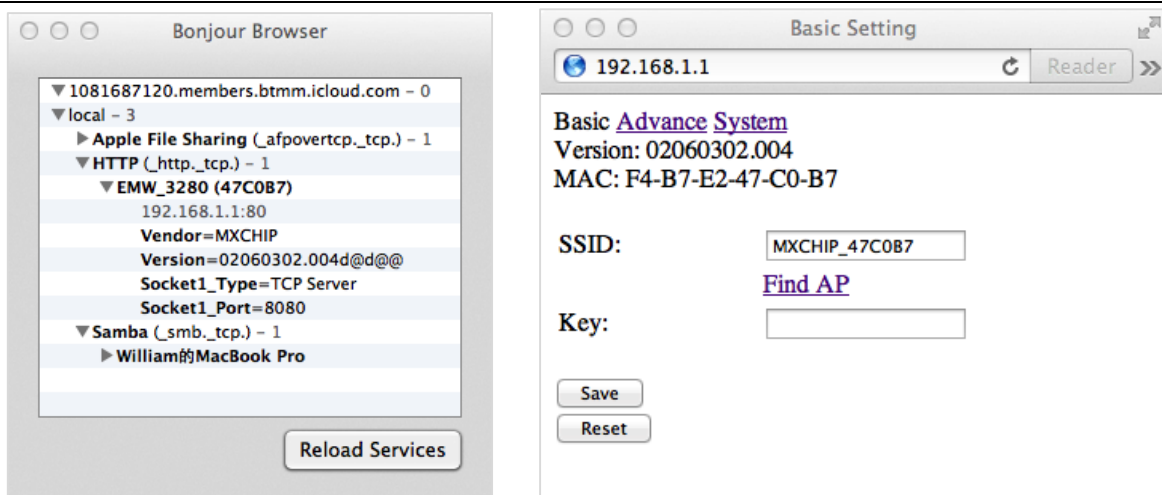 Bonjour Browser
1081687120.members.btmm.icloud.com – 0
local – 3
Apple File Sharing (_afpovertcp._tcp.) – 1
HTTP (_http._tcp.) – 1
EMW_3280 (47C0B7)
192.168.1.1:80
Vendor=MXCHIP
Version=02060302.004d@d@@
Socket1_Type=TCP Server
Socket1_Port=8080
Samba (_smb._tcp.) – 1
William的MacBook Pro
Reload Services
Basic Setting
192.168.1.1 Reader
Basic Advance System
Version: 02060302.004
MAC: F4-B7-E2-47-C0-B7
SSID: MXCHIP_47C0B7
Find AP
Key:
Save
Reset